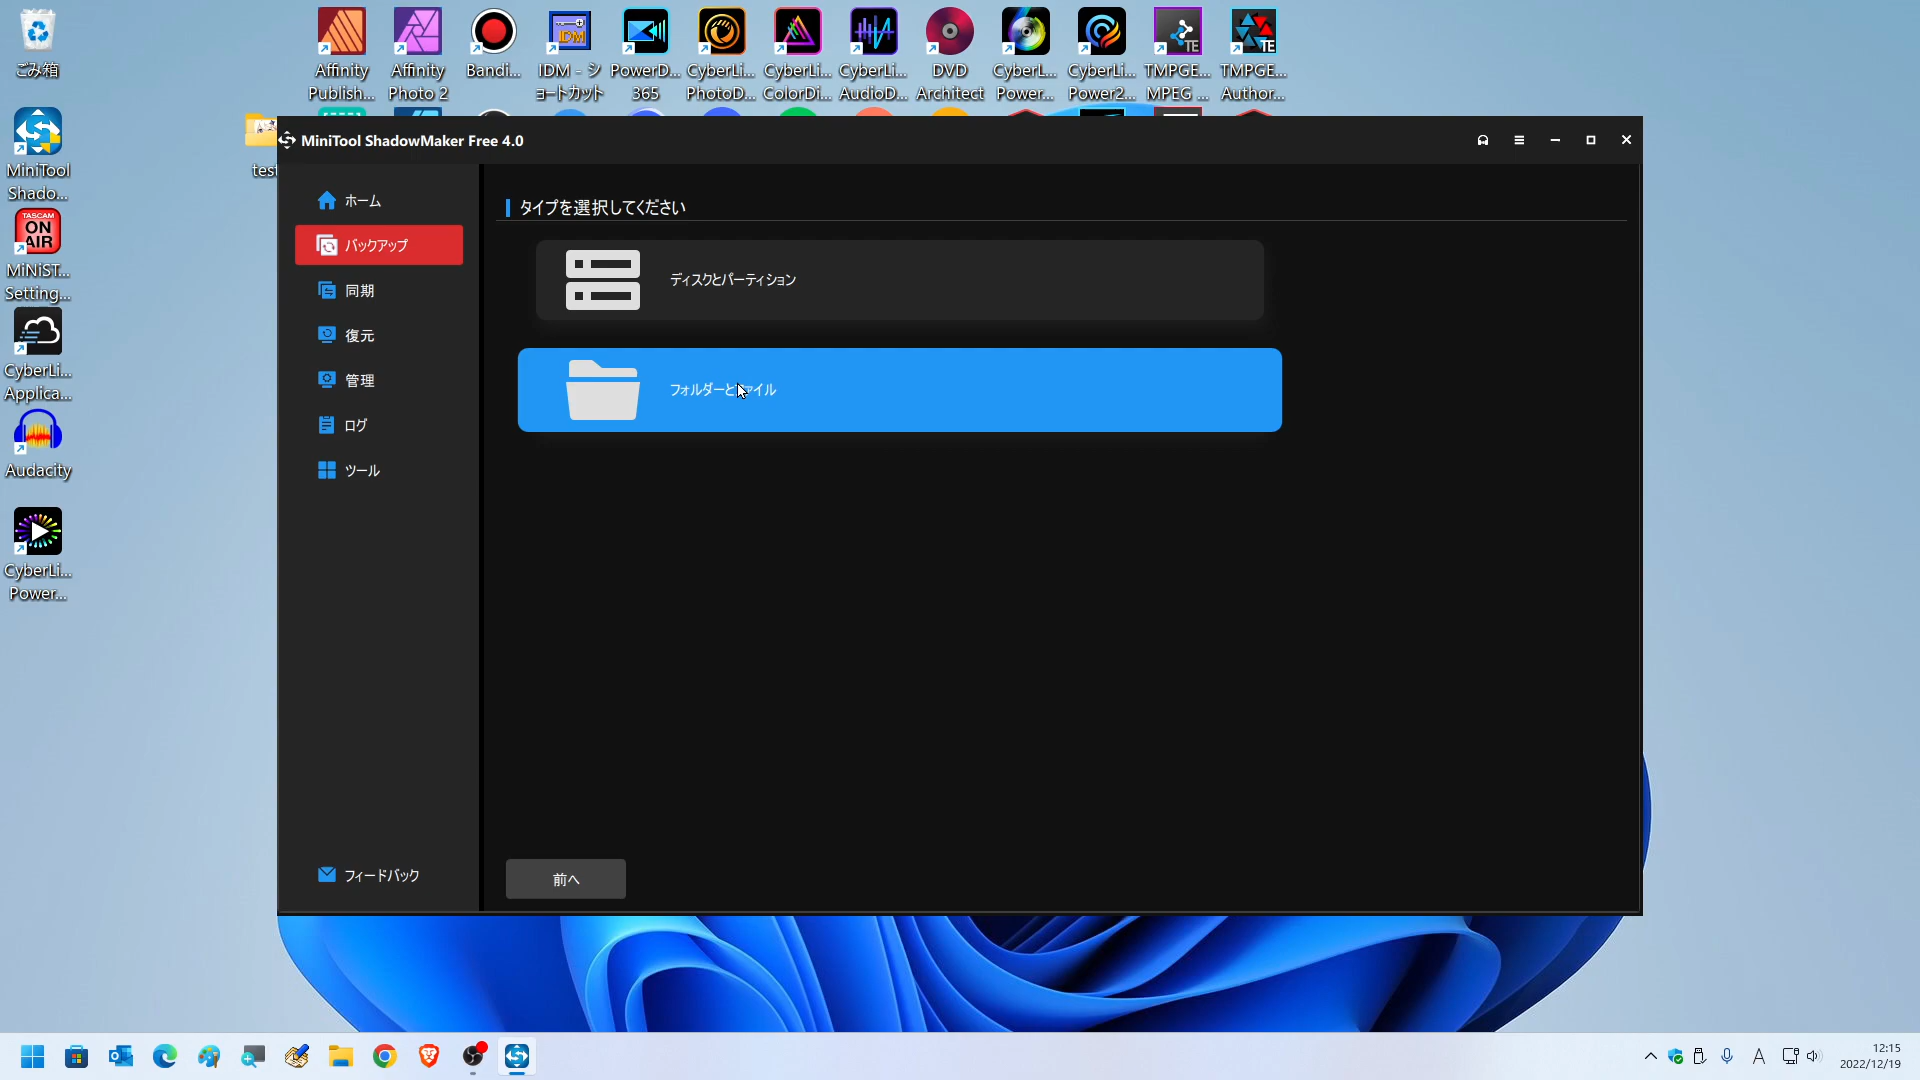 ごみ箱
Affinity
Publish...
Affinity
Photo 2
Bandi...
IDM - シ
ョートカット
PowerD...
365
CyberLi...
PhotoD...
CyberLi...
ColorDi...
CyberLi...
AudioD...
DVD
Architect
CyberL...
Power...
CyberLi...
Power2...
TMPGE...
MPEG ...
TMPGE...
Author...
MiniTool
Shado...
test
TASCAM
ON
AIR
MiNiST...
Setting...
CyberLi...
Applica...
Audacity
CyberLi...
Power...
MiniTool ShadowMaker Free 4.0
ホーム
バックアップ
同期
復元
管理
ログ
ツール
フィードバック
タイプを選択してください
ディスクとパーティション
フォルダーとファイル
前へ
A
12:15
2022/12/19